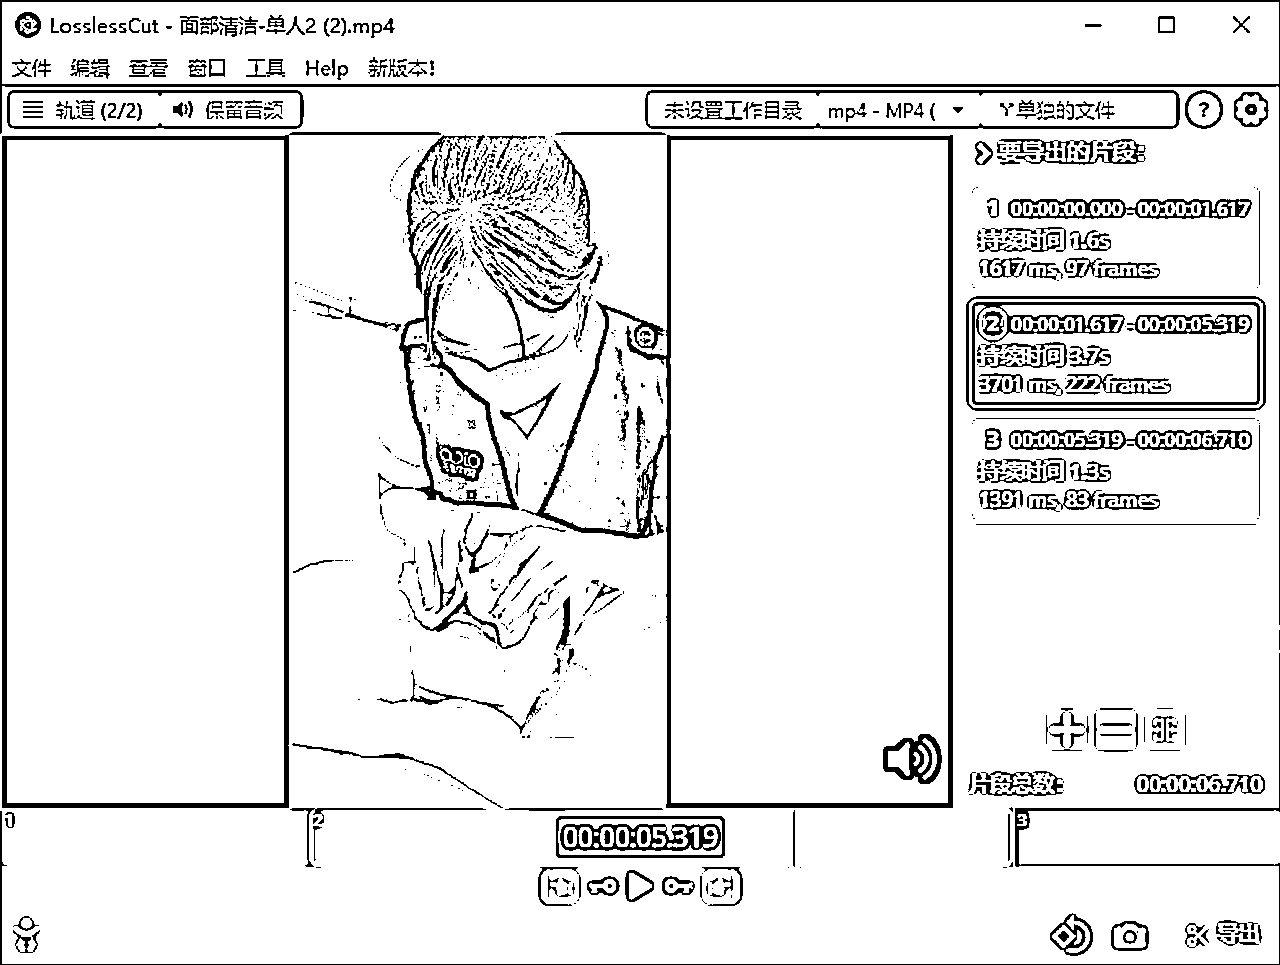 LosslessCut - 面部清洁-单人2 (2).mp4
文件 编辑 查看 窗口 工具 Help 新版本!
轨道 (2/2) 保留音频 未设置工作目录 mp4 - MP4 ( 单独的文件 ?
要导出的片段:
1 00:00:00.000 - 00:00:01.617
持续时间 1.6s
1617 ms, 97 frames
2 00:00:01.617 - 00:00:05.319
持续时间 3.7s
3701 ms, 222 frames
3 00:00:05.319 - 00:00:06.710
持续时间 1.3s
1391 ms, 83 frames
片段总数: 00:00:06.710
1 2 3
00:00:05.319
导出